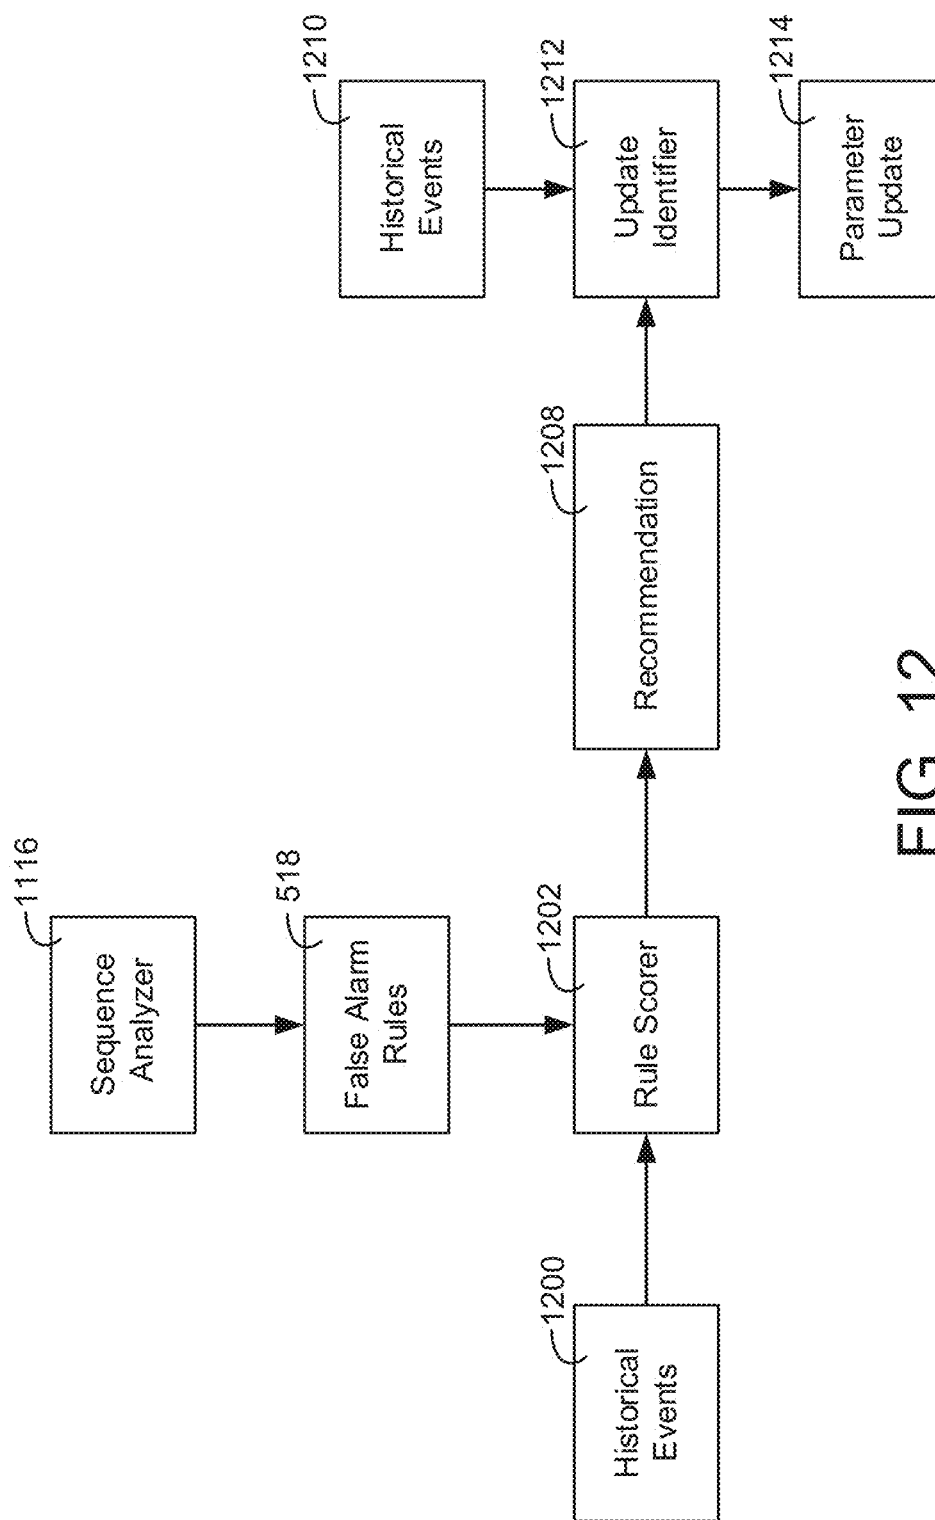 1116
Sequence
Analyzer
518
False Alarm
Rules
1210
Historical
Events
1200
Historical
Events
1202
Rule Scorer
1208
Recommendation
1212
Update
Identifier
1214
Parameter
Update
FIG. 12